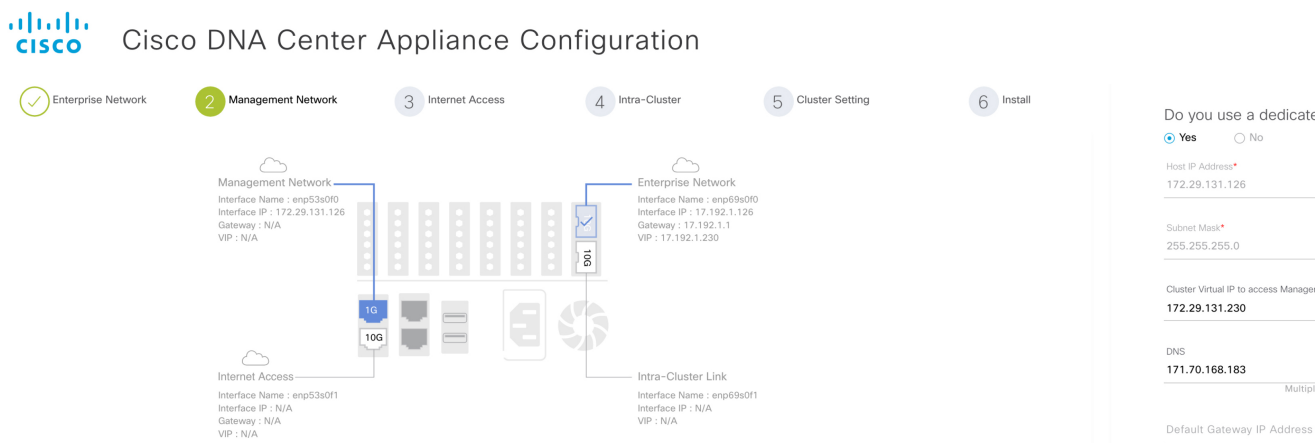 CISCO
Cisco DNA Center Appliance Configuration
Enterprise Network
2 Management Network
3 Internet Access
4 Intra-Cluster
5 Cluster Setting
6 Install
Management Network
Interface Name : enp53s0f0
Interface IP : 172.29.131.126
Gateway : N/A
VIP : N/A
Enterprise Network
Interface Name : enp69s0f0
Interface IP : 17.192.1.126
Gateway : 17.192.1.1
VIP : 17.192.1.230
10G
1G
10G
Internet Access
Interface Name : enp53s0f1
Interface IP : N/A
Gateway : N/A
VIP : N/A
Intra-Cluster Link
Interface Name : enp69s0f1
Interface IP : N/A
VIP : N/A
Do you use a dedicate
Yes No
Host IP Address*
172.29.131.126
Subnet Mask*
255.255.255.0
Cluster Virtual IP to access Manager
172.29.131.230
DNS
171.70.168.183
Multipl
Default Gateway IP Address